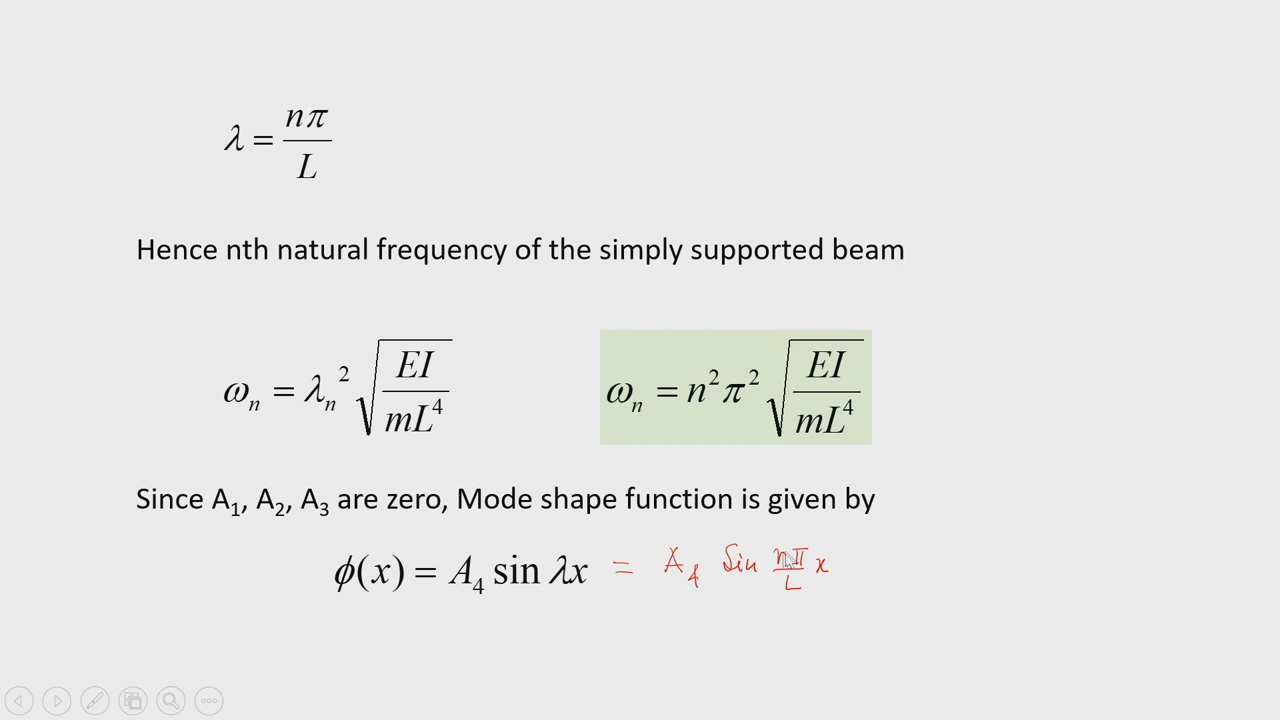 λ = nπ / L
Hence nth natural frequency of the simply supported beam
ωₙ = λₙ² √(EI / mL⁴)    ωₙ = n²π² √(EI / mL⁴)
Since A₁, A₂, A₃ are zero, Mode shape function is given by
ϕ(x) = A₄ sin λx = A₄ Sin nπ/L x